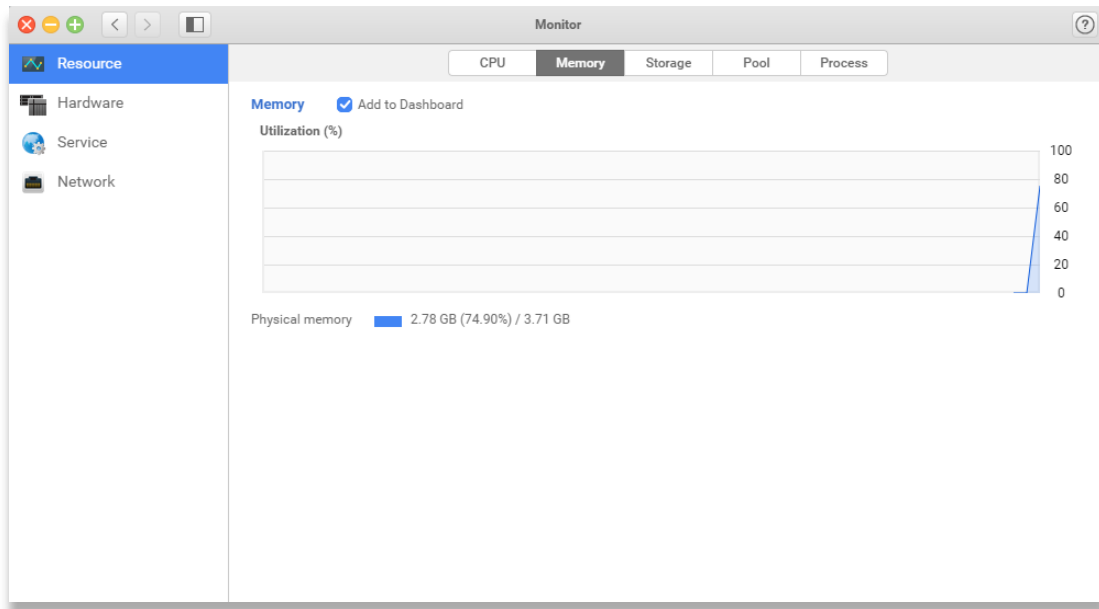 Monitor
?
Resource
Hardware
Service
Network
CPU Memory Storage Pool Process
Memory Add to Dashboard
Utilization (%)
100
80
60
40
20
0
Physical memory 2.78 GB (74.90%) / 3.71 GB